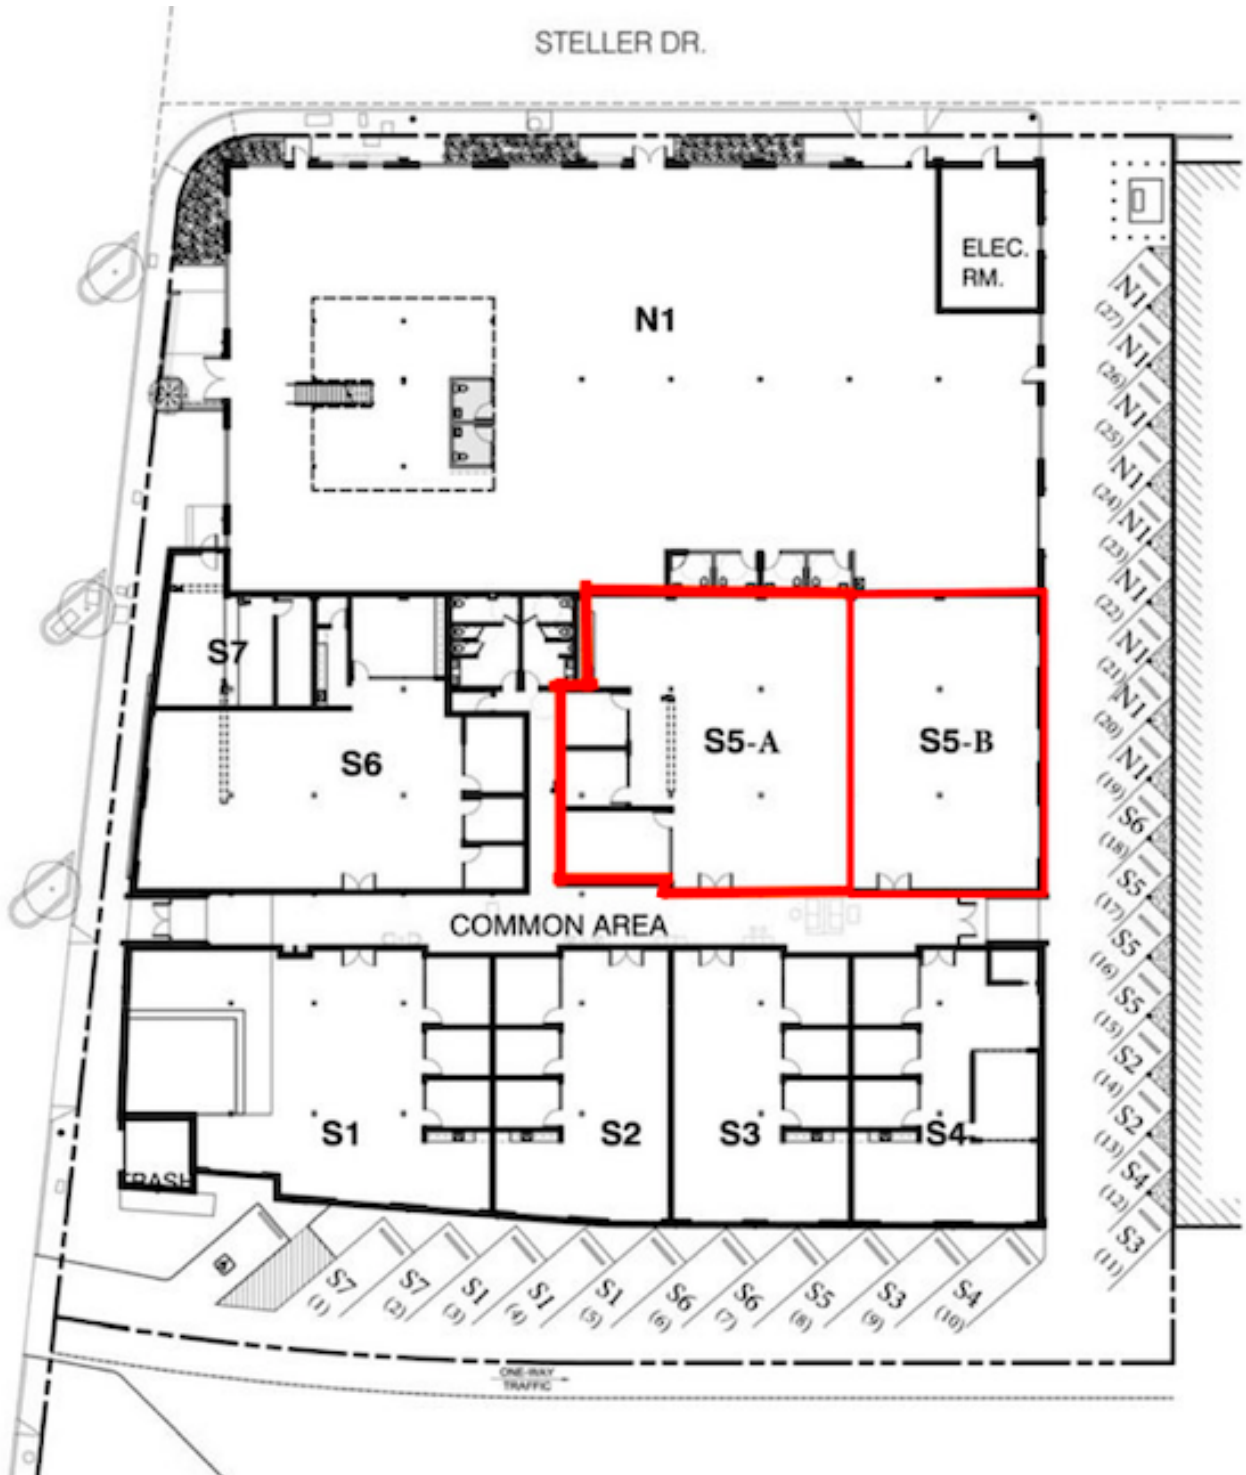 STELLER DR.
ELEC.
RM.
N1
S7
S6
S5-A
S5-B
COMMON AREA
S1
S2
S3
S4
TRASH
N1
(27)
N1
(26)
N1
(25)
N1
(24)
N1
(23)
N1
(22)
N1
(21)
N1
(20)
N1
(19)
S6
(18)
S5
(17)
S5
(16)
S5
(15)
S2
(14)
S2
(13)
S4
(12)
S3
(11)
S7
(1)
S7
(2)
S1
(3)
S1
(4)
S1
(5)
S6
(6)
S6
(7)
S5
(8)
S3
(9)
S4
(10)
ONE-WAY
TRAFFIC